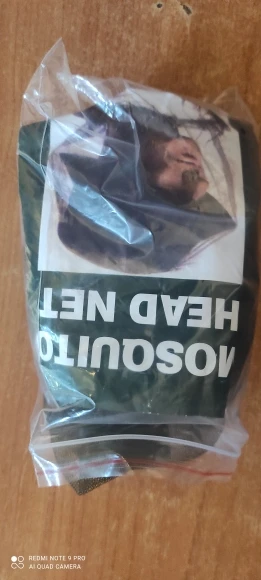 MOSQUITO
HEAD NET
REDMI NOTE 9 PRO
AI QUAD CAMERA